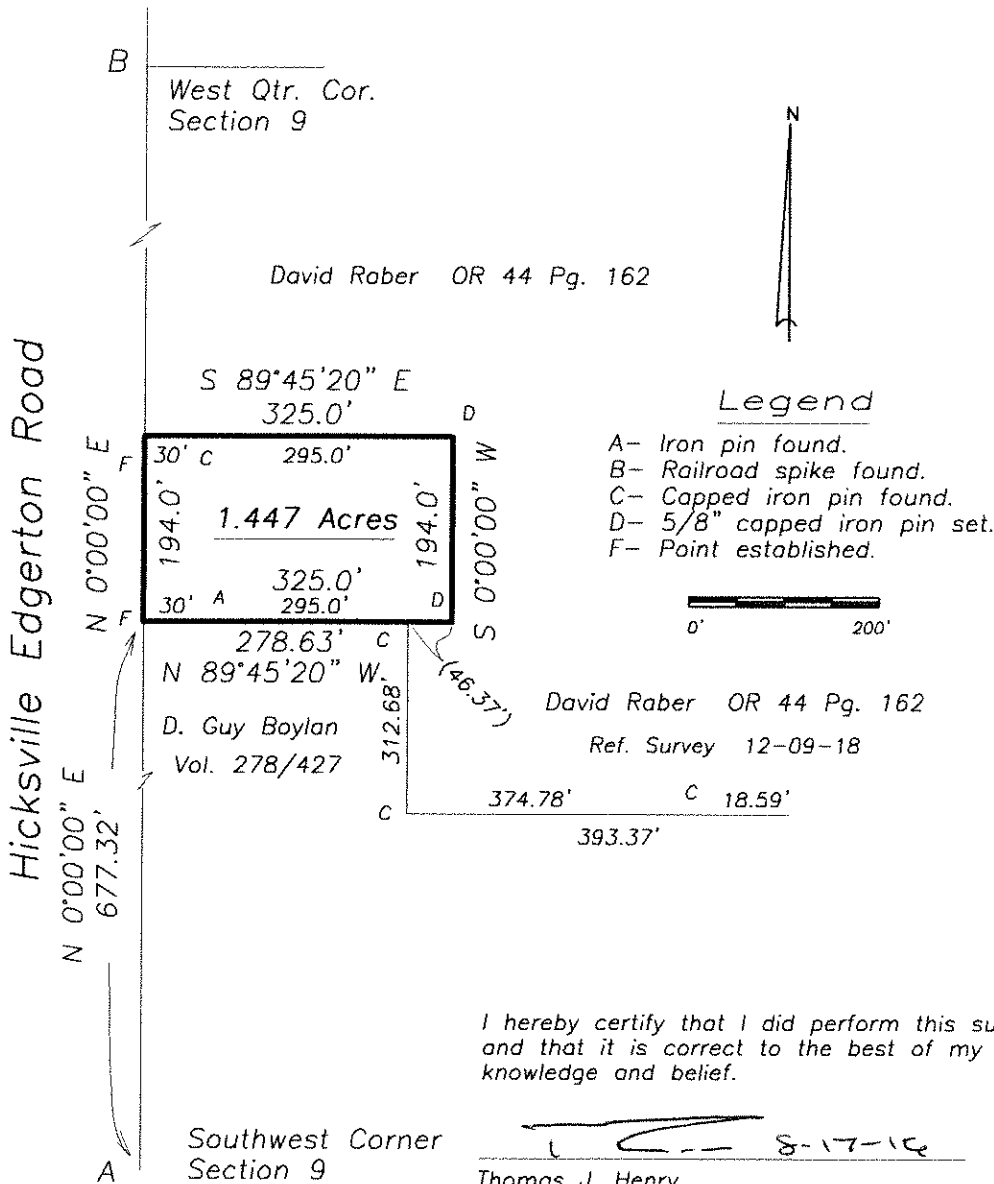 B
West Qtr. Cor.
Section 9
N
David Raber OR 44 Pg. 162
Hicksville Edgerton Road
S 89°45'20" E
325.0'
D
Legend
A- Iron pin found.
B- Railroad spike found.
C- Capped iron pin found.
D- 5/8" capped iron pin set.
F- Point established.
0' 200'
N 0°00'00" E
F
30' C 295.0'
194.0'
1.447 Acres
194.0'
S 0°00'00" W
325.0'
30' A 295.0' D
F
278.63' C
N 89°45'20" W
(46.37')
312.68'
D. Guy Boylan
Vol. 278/427
David Raber OR 44 Pg. 162
Ref. Survey 12-09-18
374.78' C 18.59'
C
393.37'
N 0°00'00" E
677.32'
I hereby certify that I did perform this su
and that it is correct to the best of my
knowledge and belief.
Southwest Corner
Section 9
A
8-17-16
Thomas J. Henry